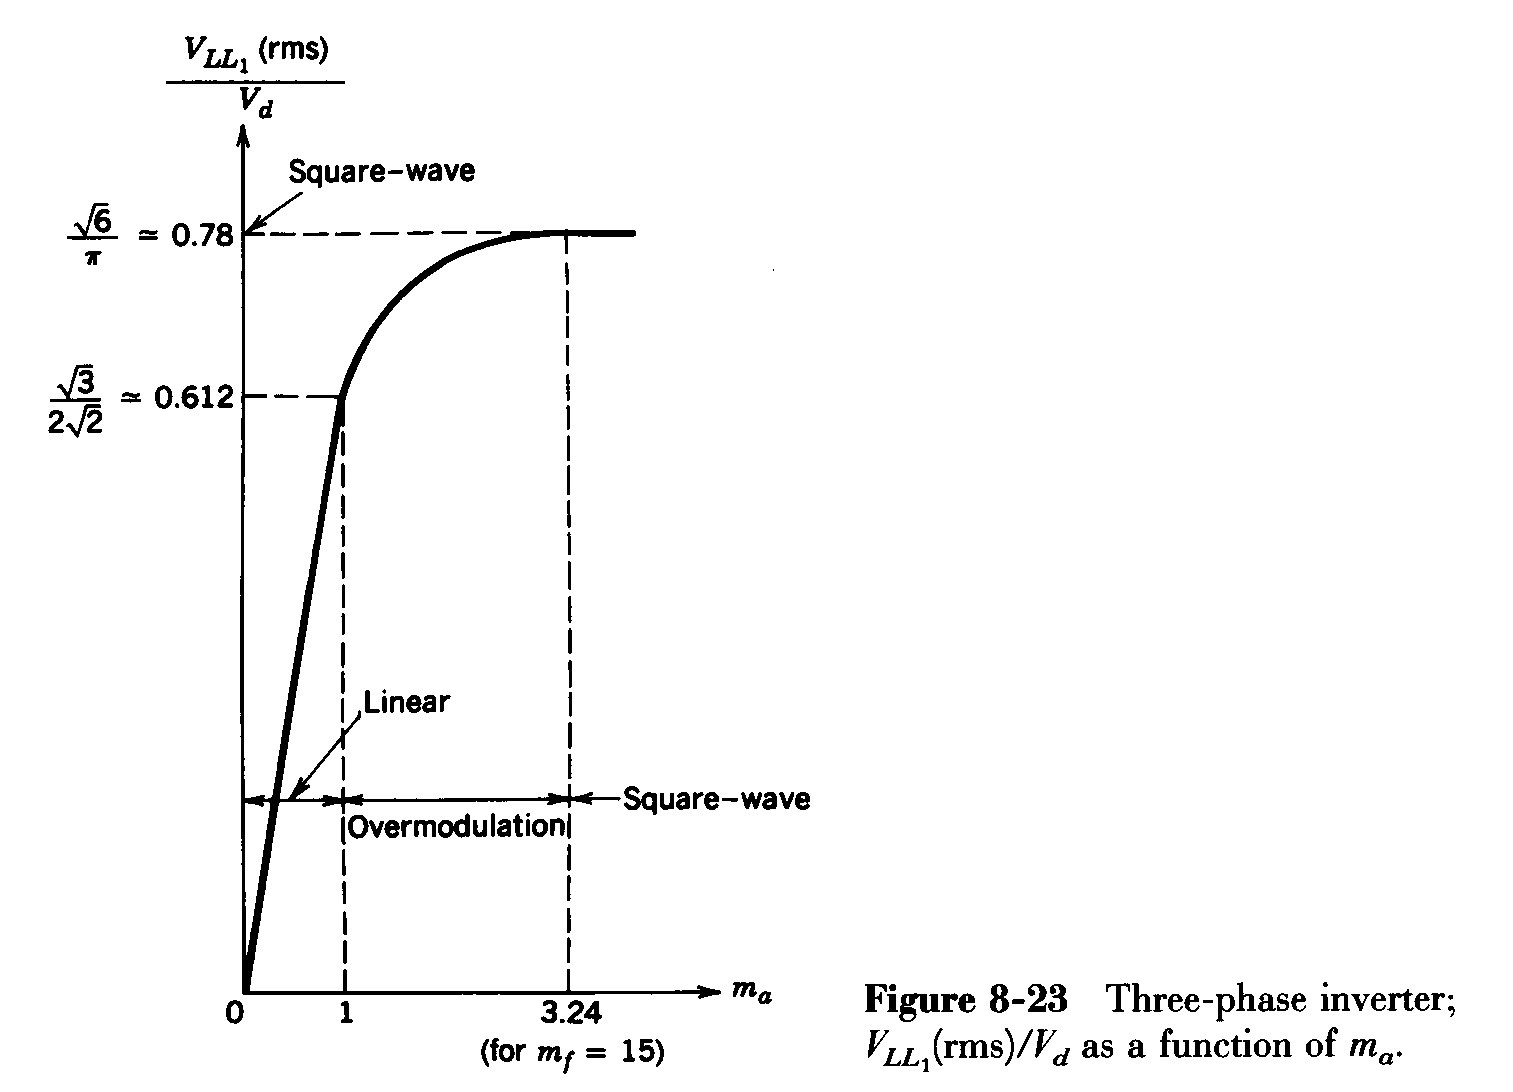 V_LL₁ (rms)
V_d
Square-wave
√6/π ≃ 0.78
√3/2√2 ≃ 0.612
Linear
Square-wave
Overmodulation
0 1 3.24 m_a
(for m_f = 15)
Figure 8-23 Three-phase inverter;
V_LL₁(rms)/V_d as a function of m_a.